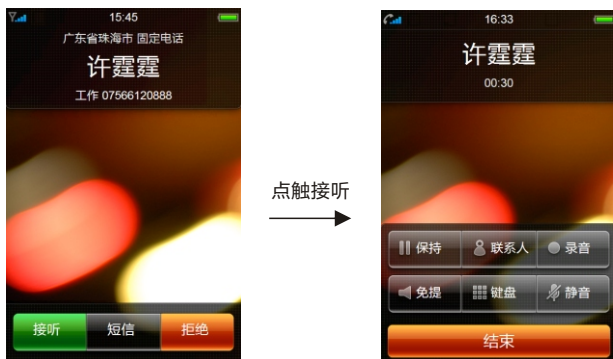 15:45
广东省珠海市 固定电话
许霆霆
工作 07566120888
接听 短信 拒绝
点触接听
16:33
许霆霆
00:30
保持 联系人 录音
免提 键盘 静音
结束